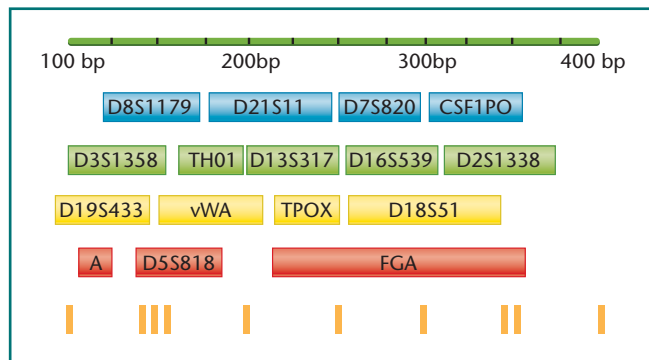 100 bp 200bp 300bp 400 bp
D8S1179 D21S11 D7S820 CSF1PO
D3S1358 TH01 D13S317 D16S539 D2S1338
D19S433 vWA TPOX D18S51
A D5S818 FGA